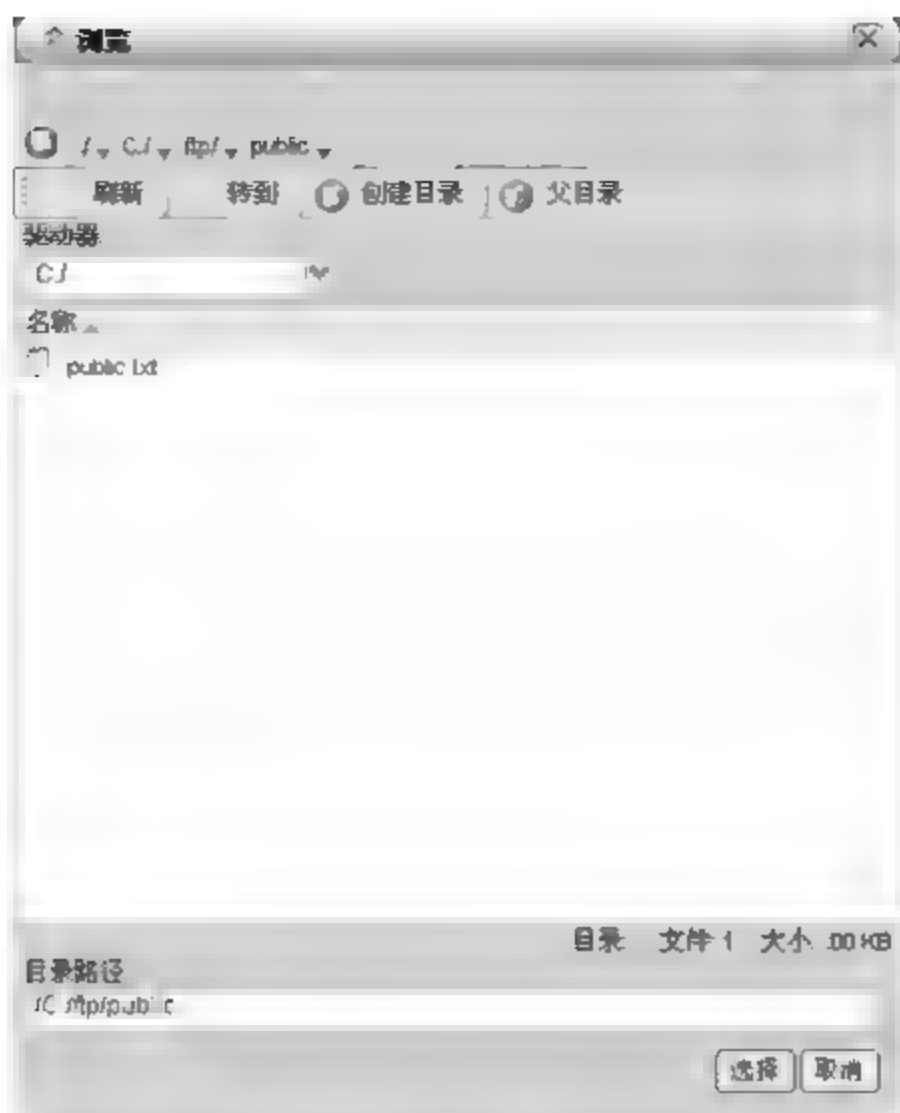 浏览
/ C:/ ftp/ public
刷新 转到 创建目录 父目录
驱动器
C:/
名称
public.txt
目录 文件 1 大小 .00 KB
目录路径
/C:/ftp/public
选择 取消